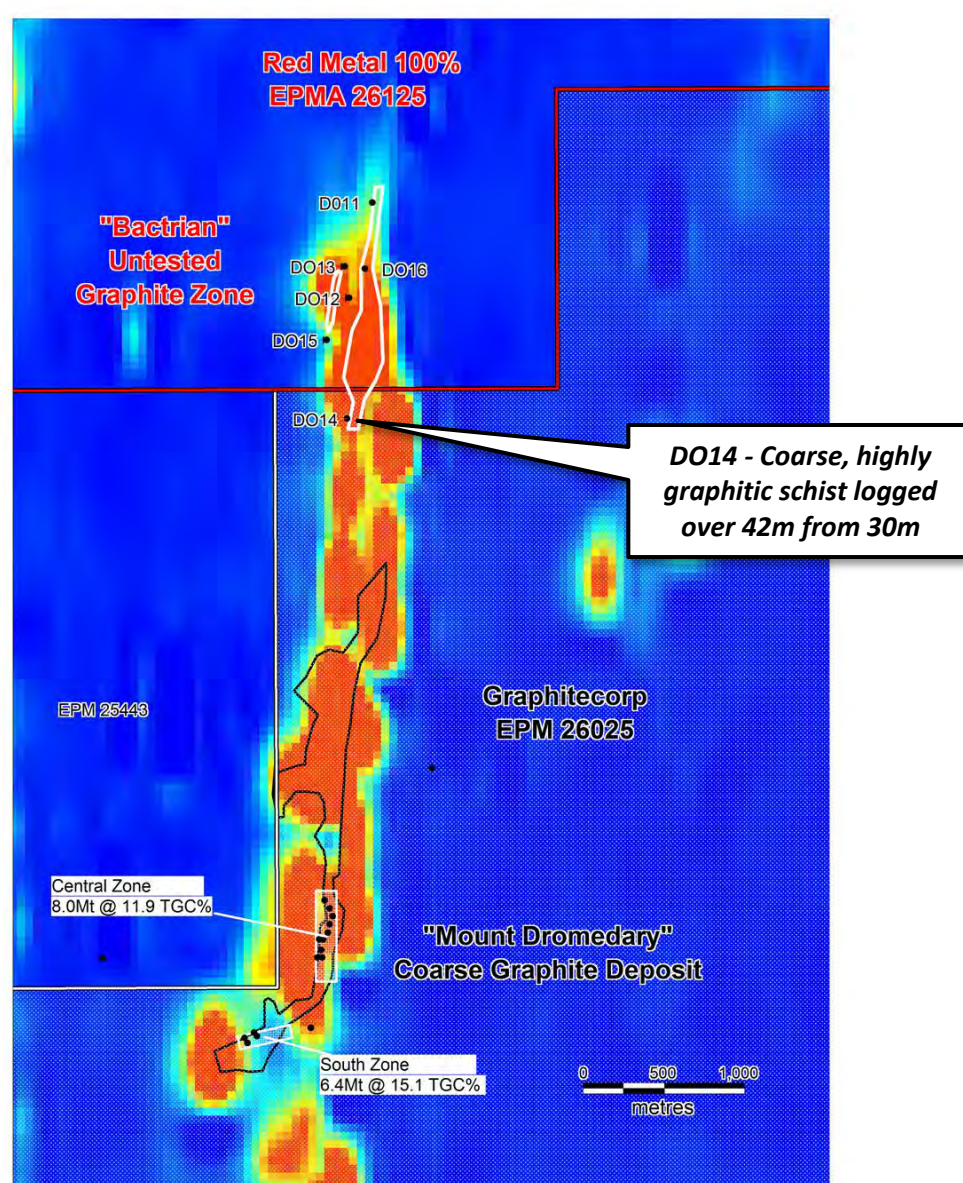 Red Metal 100%
EPMA 26125
"Bactrian"
Untested
Graphite Zone
D011
DO13
DO16
DO12
DO15
DO14
DO14 - Coarse, highly
graphitic schist logged
over 42m from 30m
EPM 25443
Graphitecorp
EPM 26025
Central Zone
8.0Mt @ 11.9 TGC%
"Mount Dromedary"
Coarse Graphite Deposit
South Zone
6.4Mt @ 15.1 TGC%
0 500 1,000
metres